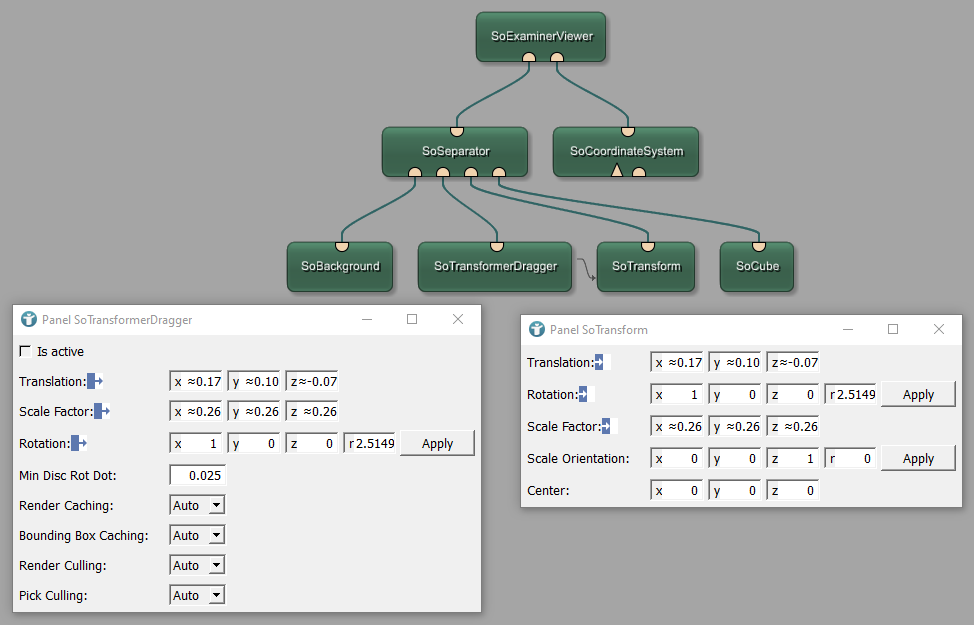 SoExaminerViewer
SoSeparator
SoCoordinateSystem
SoBackground
SoTransformerDragger
SoTransform
SoCube
Panel SoTransformerDragger
Is active
Translation: x ≈0.17 y ≈0.10 z ≈-0.07
Scale Factor: x ≈0.26 y ≈0.26 z ≈0.26
Rotation: x 1 y 0 z 0 r 2.5149 Apply
Min Disc Rot Dot: 0.025
Render Caching: Auto
Bounding Box Caching: Auto
Render Culling: Auto
Pick Culling: Auto
Panel SoTransform
Translation: x ≈0.17 y ≈0.10 z ≈-0.07
Rotation: x 1 y 0 z 0 r 2.5149 Apply
Scale Factor: x ≈0.26 y ≈0.26 z ≈0.26
Scale Orientation: x 0 y 0 z 1 r 0 Apply
Center: x 0 y 0 z 0